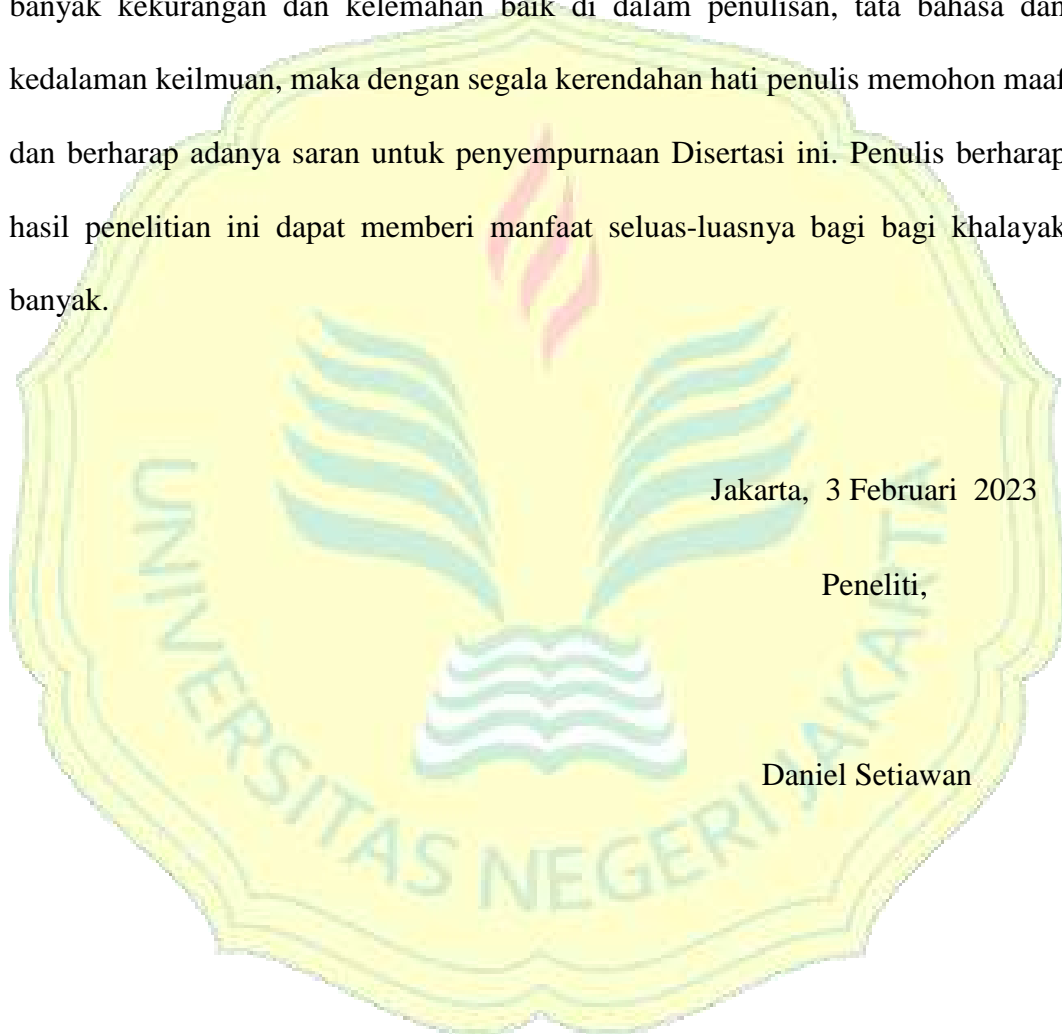 banyak kekurangan dan kelemahan baik di dalam penulisan, tata bahasa dan
kedalaman keilmuan, maka dengan segala kerendahan hati penulis memohon maaf
dan berharap adanya saran untuk penyempurnaan Disertasi ini. Penulis berharap
hasil penelitian ini dapat memberi manfaat seluas-luasnya bagi bagi khalayak
banyak.
Jakarta, 3 Februari 2023
Peneliti,
Daniel Setiawan
UNIVERSITAS NEGERI JAKARTA